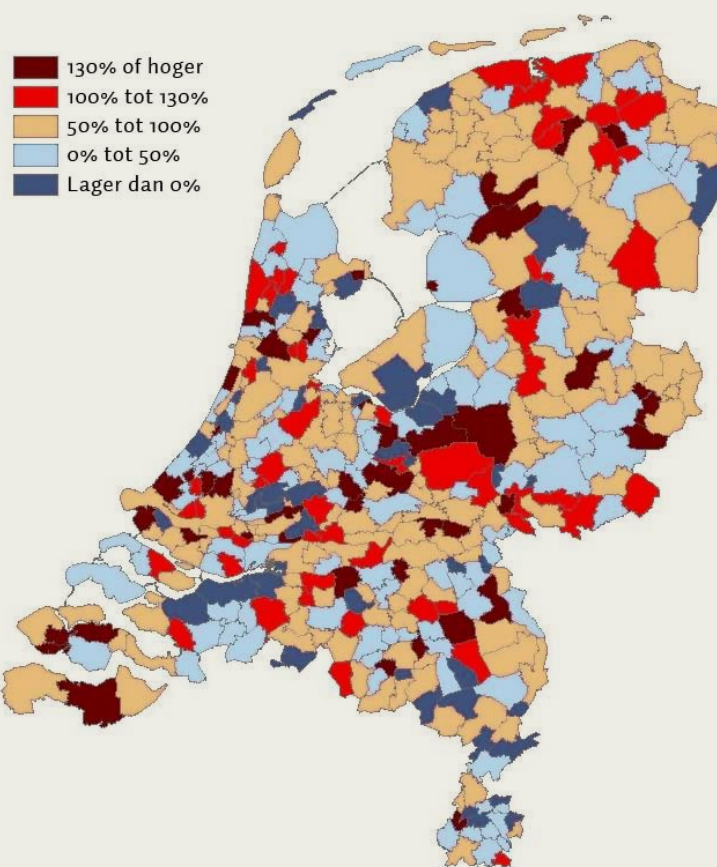 130% of hoger
100% tot 130%
50% tot 100%
0% tot 50%
Lager dan 0%